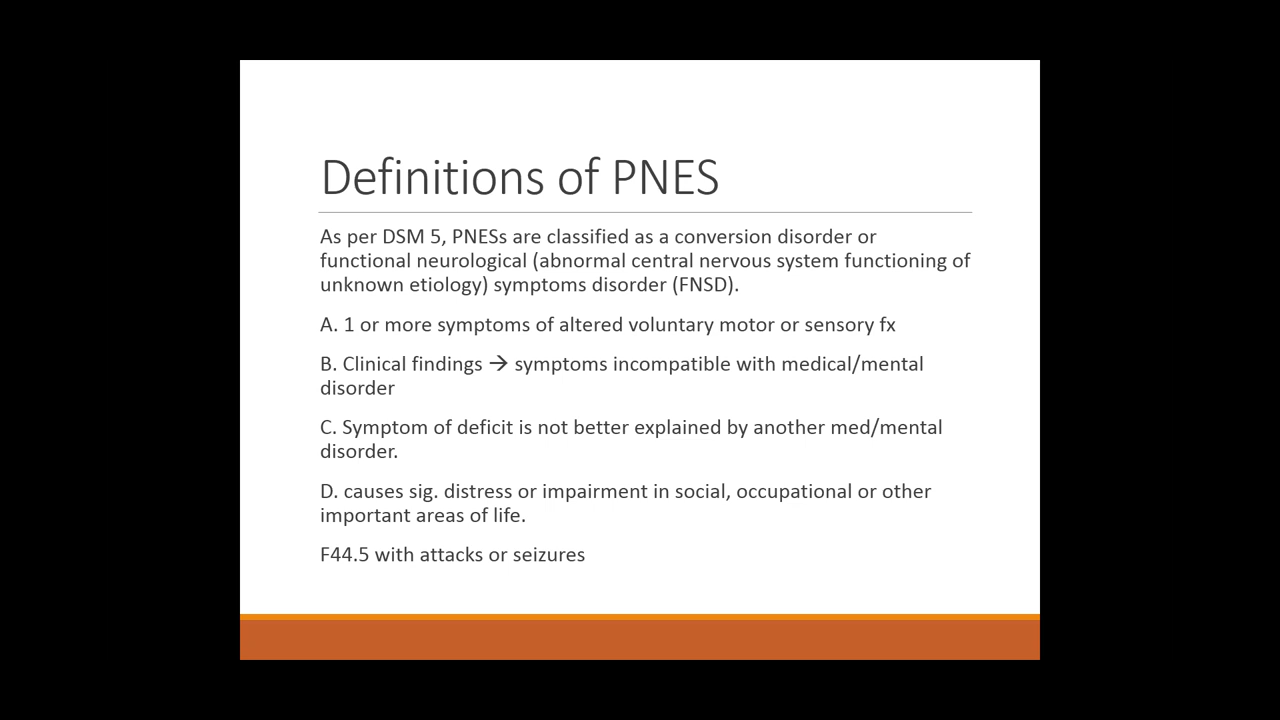 Definitions of PNES
As per DSM 5, PNESs are classified as a conversion disorder or
functional neurological (abnormal central nervous system functioning of
unknown etiology) symptoms disorder (FNSD).
A. 1 or more symptoms of altered voluntary motor or sensory fx
B. Clinical findings → symptoms incompatible with medical/mental
disorder
C. Symptom of deficit is not better explained by another med/mental
disorder.
D. causes sig. distress or impairment in social, occupational or other
important areas of life.
F44.5 with attacks or seizures